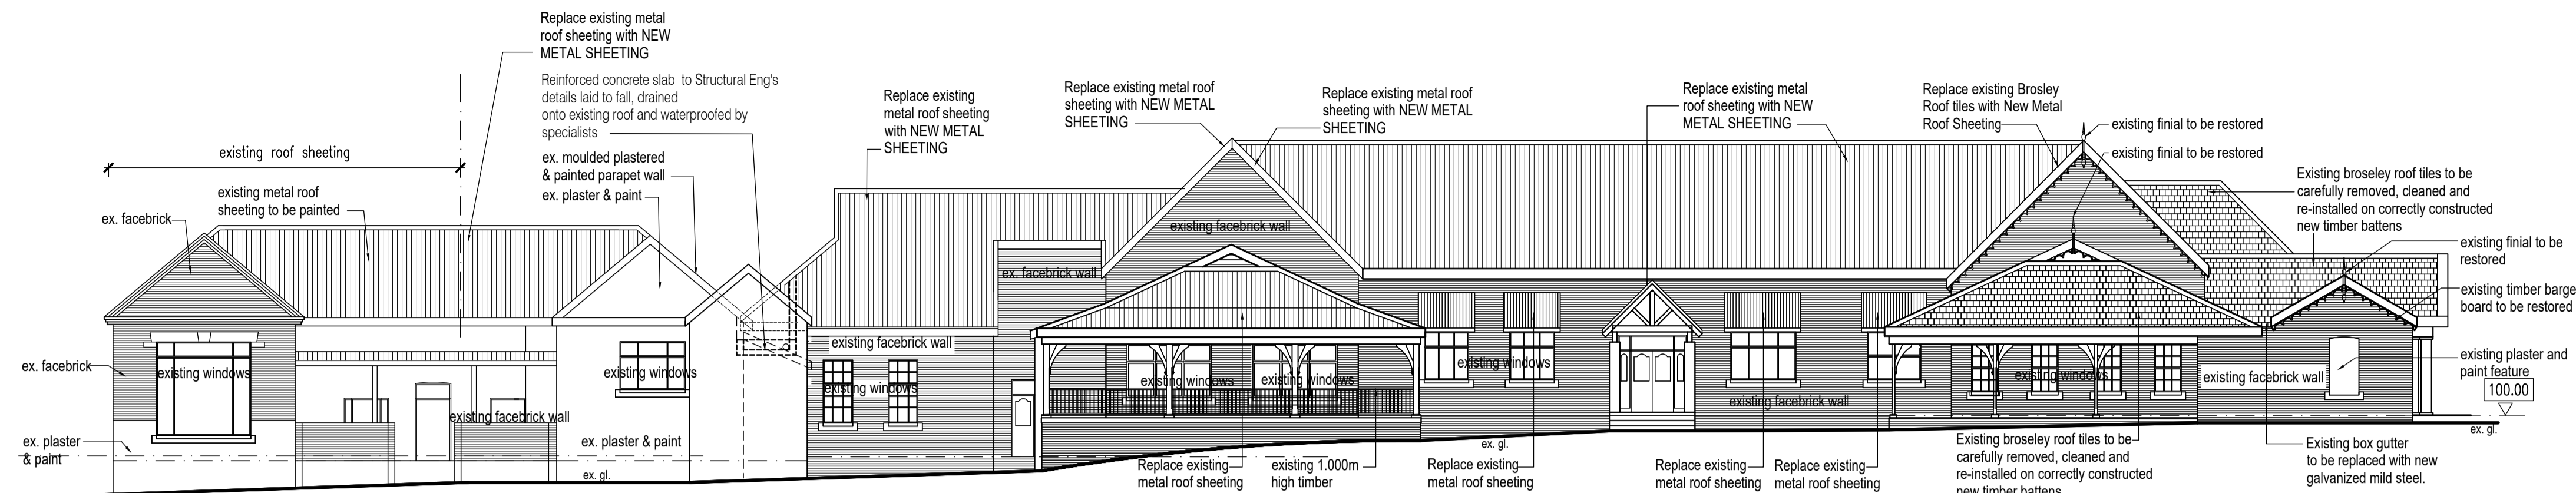 Replace existing metal
roof sheeting with NEW
METAL SHEETING
Reinforced concrete slab to Structural Eng's
details laid to fall, drained
onto existing roof and waterproofed by
specialists
existing roof sheeting
ex. moulded plastered
& painted parapet wall
ex. plaster & paint
existing metal roof
sheeting to be painted
ex. facebrick
Replace existing
metal roof sheeting
with NEW METAL
SHEETING
Replace existing metal roof
sheeting with NEW METAL
SHEETING
Replace existing metal roof
sheeting with NEW METAL
SHEETING
Replace existing metal
roof sheeting with NEW
METAL SHEETING
Replace existing Brosley
Roof tiles with New Metal
Roof Sheeting
existing finial to be restored
existing finial to be restored
Existing broseley roof tiles to be
carefully removed, cleaned and
re-installed on correctly constructed
new timber battens
existing finial to be
restored
existing timber barge
board to be restored
existing plaster and
paint feature
100.00
ex. gl.
existing facebrick wall
ex. facebrick wall
existing facebrick wall
ex. facebrick
existing windows
existing windows
existing windows
existing windows
existing windows
existing windows
existing windows
existing facebrick wall
existing facebrick wall
existing facebrick wall
ex. plaster
& paint
ex. plaster & paint
ex. gl.
ex. gl.
Replace existing
metal roof sheeting
existing 1.000m
high timber
Replace existing
metal roof sheeting
Replace existing
metal roof sheeting
Replace existing
metal roof sheeting
Existing broseley roof tiles to be
carefully removed, cleaned and
re-installed on correctly constructed
new timber battens
Existing box gutter
to be replaced with new
galvanized mild steel.